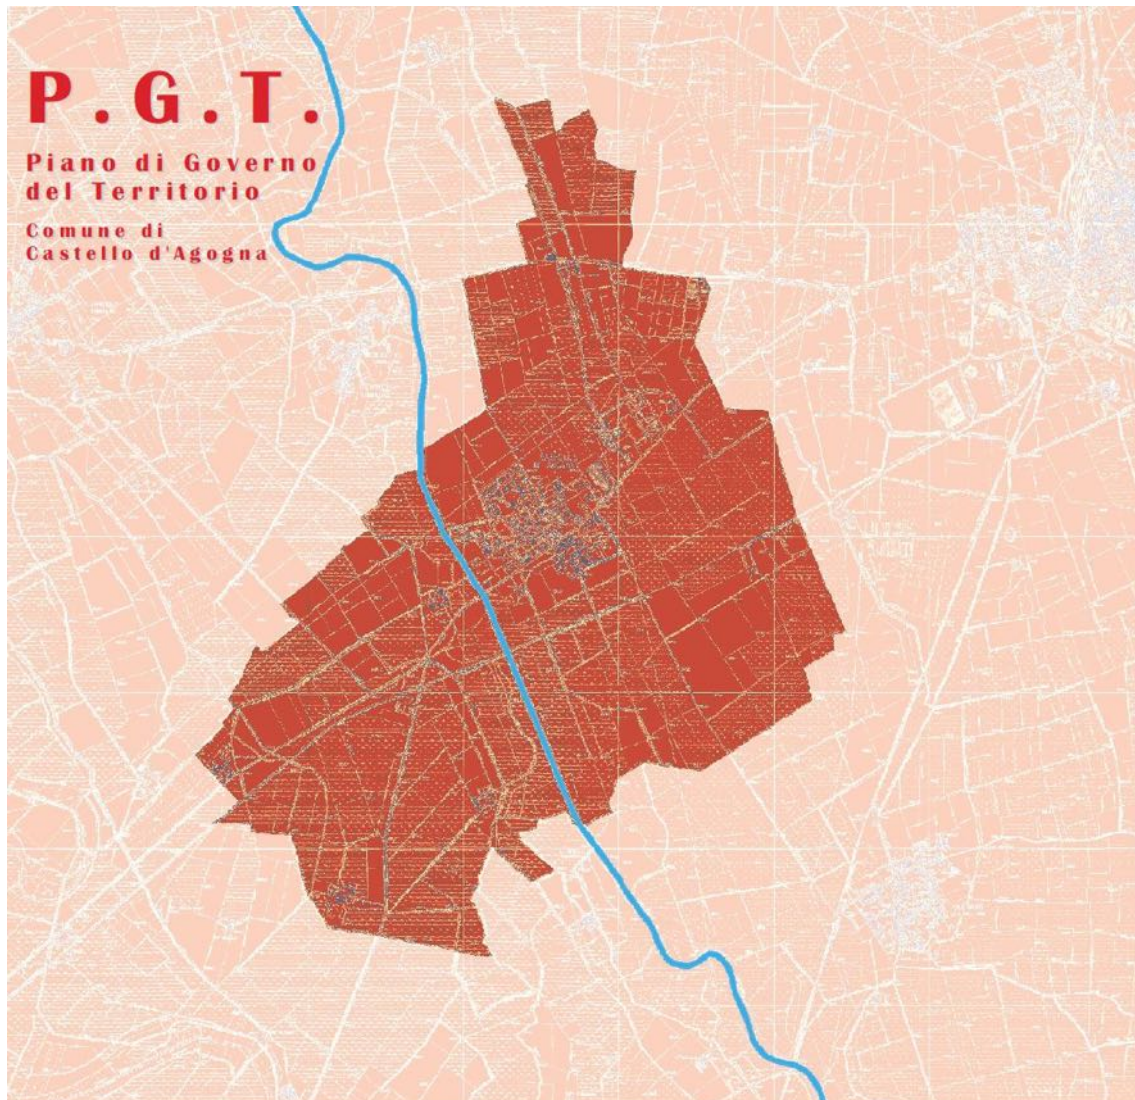 P.G.T.
Piano di Governo
del Territorio
Comune di
Castello d'Agogna